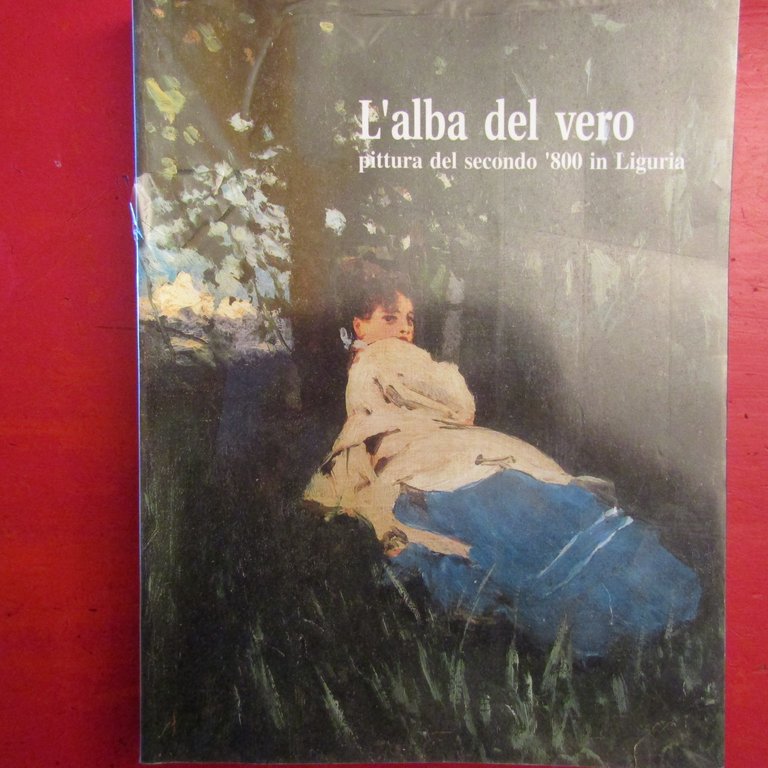 L'alba del vero
pittura del secondo '800 in Liguria